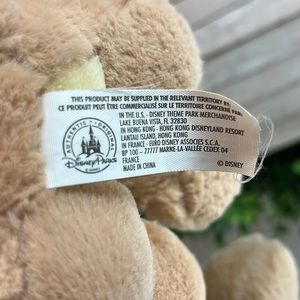 THIS PRODUCT MAY BE SUPPLIED IN THE RELEVANT TERRITORY BY:
CE PRODUIT PEUT ÊTRE COMMERCIALISÉ SUR LE TERRITOIRE CONCERNÉ PAR:
IN THE U.S. - DISNEY THEME PARK MERCHANDISE
LAKE BUENA VISTA, FL 32830
IN HONG KONG - HONG KONG DISNEYLAND RESORT
LANTAU ISLAND, HONG KONG
IN FRANCE - EURO DISNEY ASSOCIES S.C.A.
BP 100 - 77777 MARNE-LA-VALLÉE CEDEX 04
FRANCE
MADE IN CHINA
© DISNEY
AUTHENTIC ORIGINAL
DISNEY PARKS